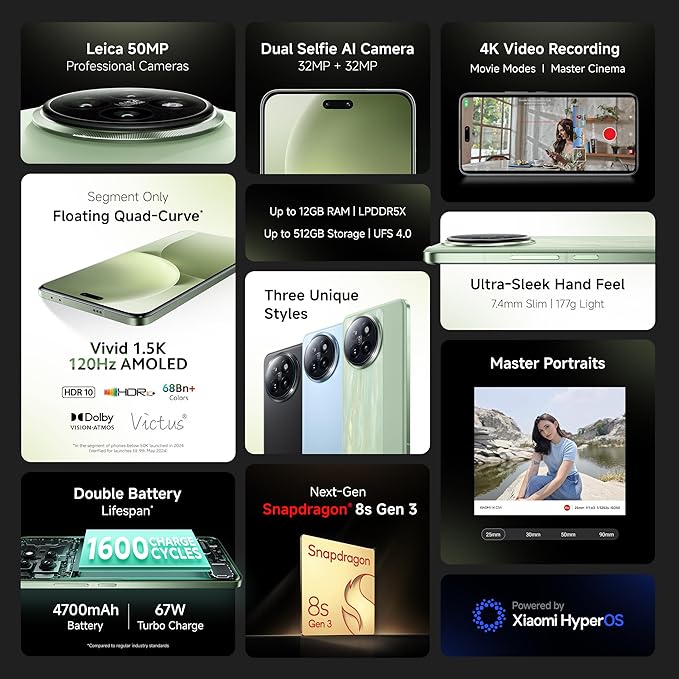 Leica 50MP
Professional Cameras
Dual Selfie AI Camera
32MP + 32MP
4K Video Recording
Movie Modes | Master Cinema
Segment Only
Floating Quad-Curve*
Vivid 1.5K
120Hz AMOLED
HDR 10
HDR10+
68Bn+
Colors
Dolby
VISION·ATMOS
Victus®
*In the segment of phones below 50K launched in 2024
(Verified for launches till 9th May 2024)
Up to 12GB RAM | LPDDR5X
Up to 512GB Storage | UFS 4.0
Three Unique
Styles
Ultra-Sleek Hand Feel
7.4mm Slim | 177g Light
Master Portraits
XIAOMI 14 CIVI
25mm
30mm
50mm
90mm
Double Battery
Lifespan*
1600 CHARGE
CYCLES
4700mAh
Battery
67W
Turbo Charge
*Compared to regular industry standards
Next-Gen
Snapdragon® 8s Gen 3
Snapdragon
8s
Gen 3
Powered by
Xiaomi HyperOS